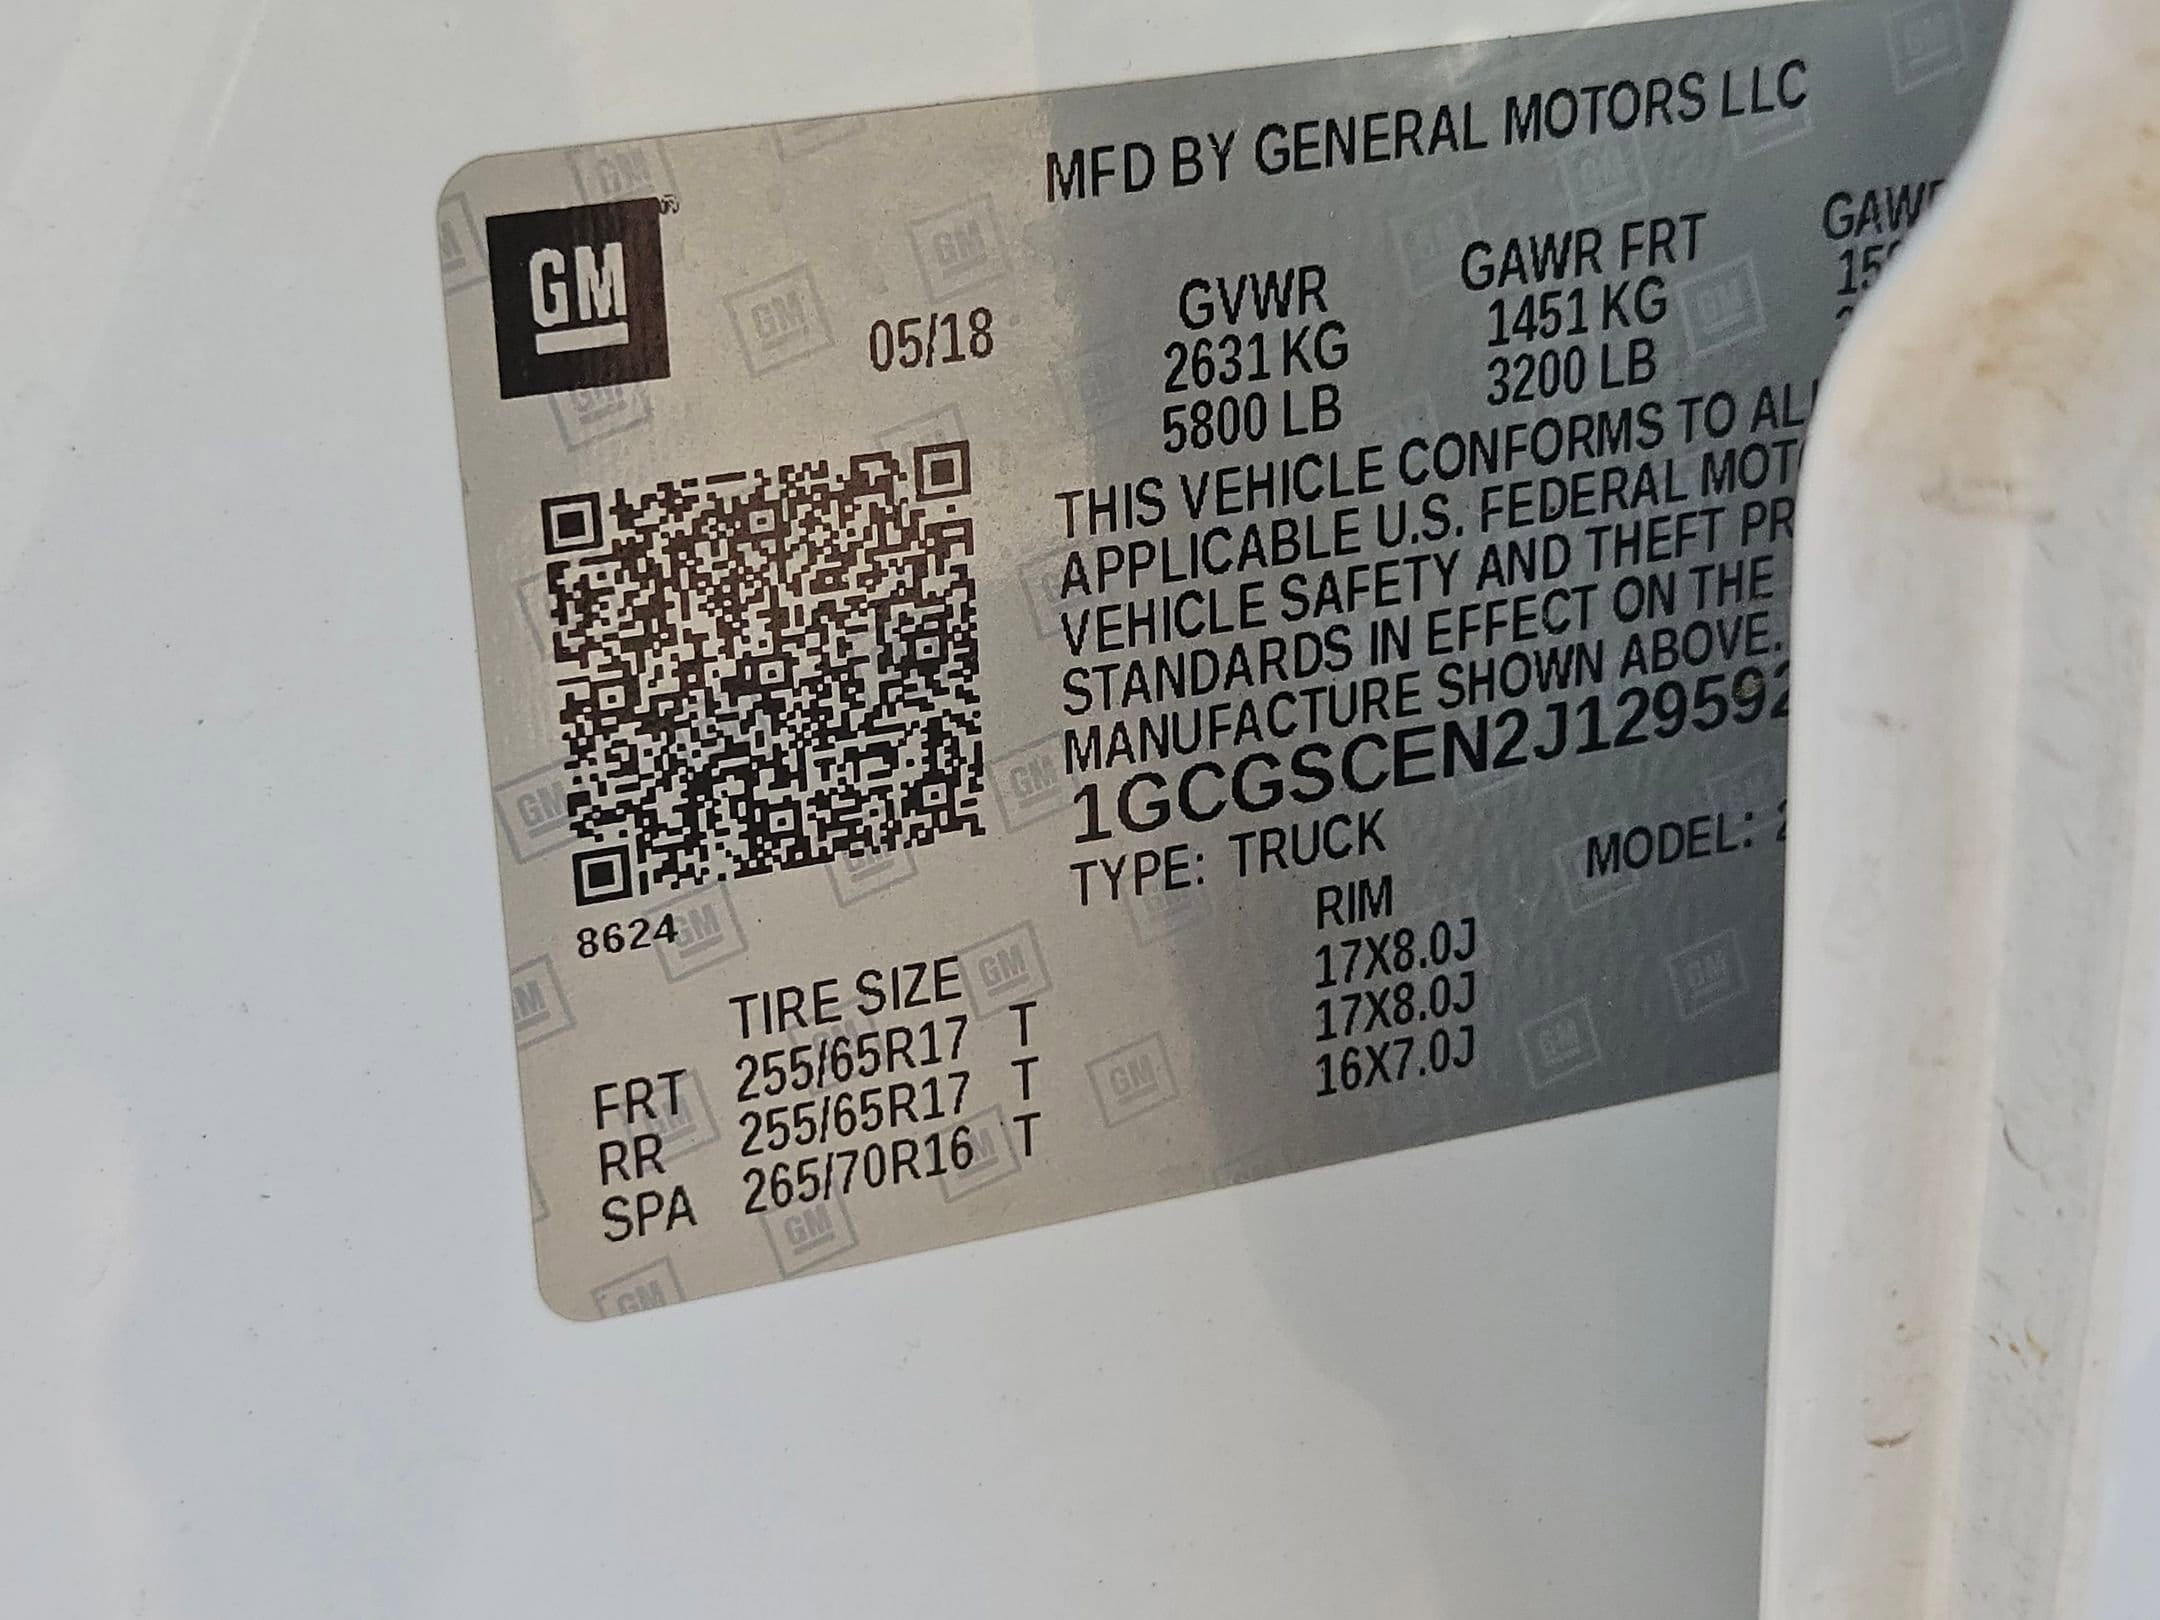 MFD BY GENERAL MOTORS LLC
GM
05/18
GVWR GAWR FRT
2631 KG 1451 KG
5800 LB 3200 LB
THIS VEHICLE CONFORMS TO
APPLICABLE U.S. FEDERAL
VEHICLE SAFETY AND THEFT
STANDARDS IN EFFECT ON THE
MANUFACTURE SHOWN ABOVE.
1GCGSCEN2J129592
TYPE: TRUCK MODEL:
8624
TIRE SIZE RIM
FRT 255/65R17 T 17X8.0J
RR 255/65R17 T 17X8.0J
SPA 265/70R16 T 16X7.0J